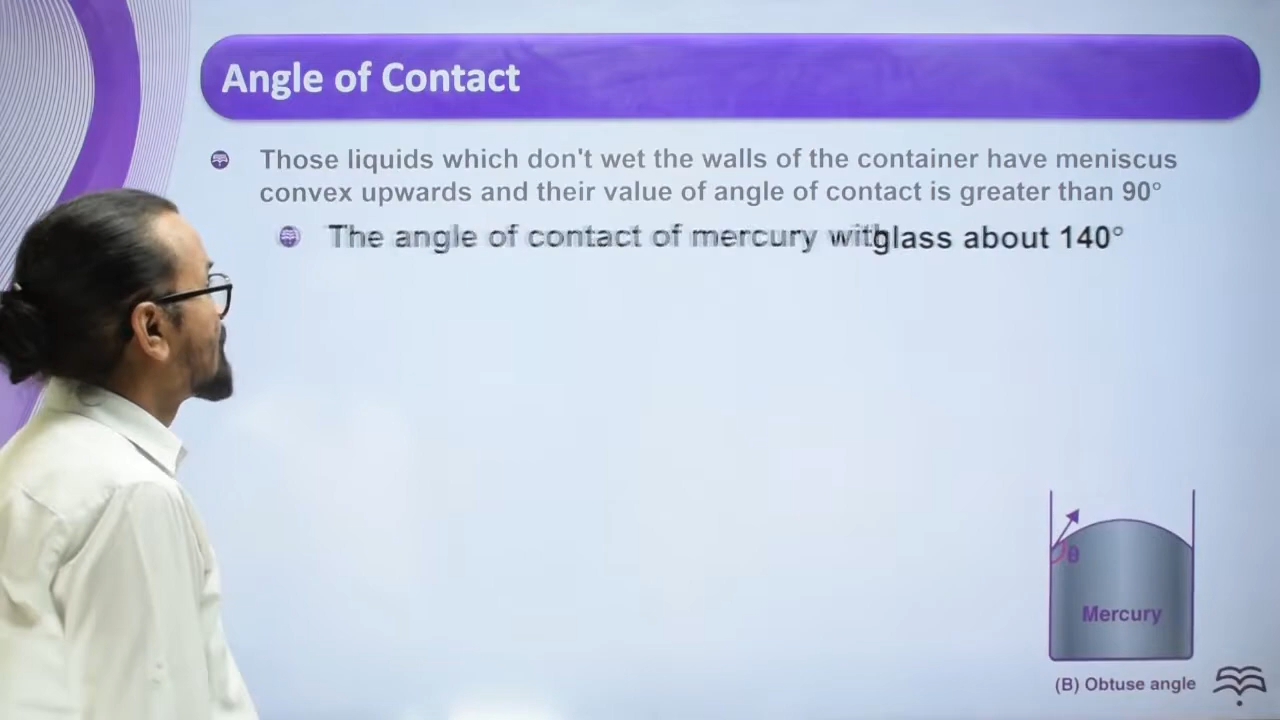 Angle of Contact
Those liquids which don't wet the walls of the container have meniscus
convex upwards and their value of angle of contact is greater than 90°
The angle of contact of mercury with glass about 140°
θ
Mercury
(B) Obtuse angle